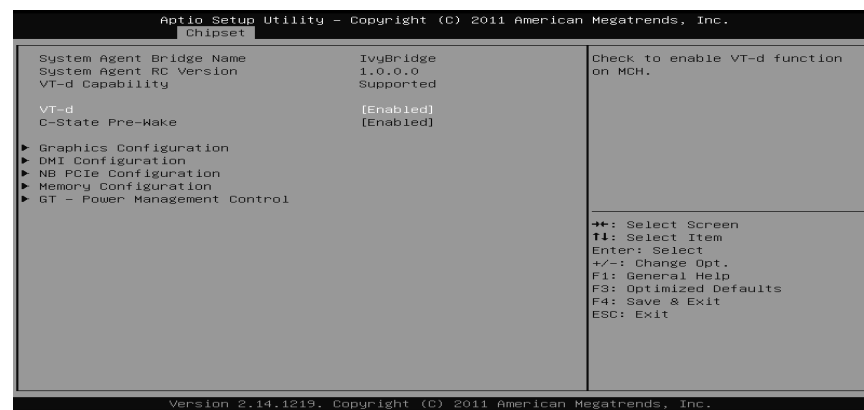 Aptio Setup Utility – Copyright (C) 2011 American Megatrends, Inc.
Chipset
System Agent Bridge Name IvyBridge
System Agent RC Version 1.0.0.0
VT-d Capability Supported
VT-d [Enabled]
C-State Pre-Wake [Enabled]
► Graphics Configuration
► DMI Configuration
► NB PCIe Configuration
► Memory Configuration
► GT – Power Management Control
Check to enable VT-d function
on MCH.
→←: Select Screen
↑↓: Select Item
Enter: Select
+/-: Change Opt.
F1: General Help
F3: Optimized Defaults
F4: Save & Exit
ESC: Exit
Version 2.14.1219. Copyright (C) 2011 American Megatrends, Inc.